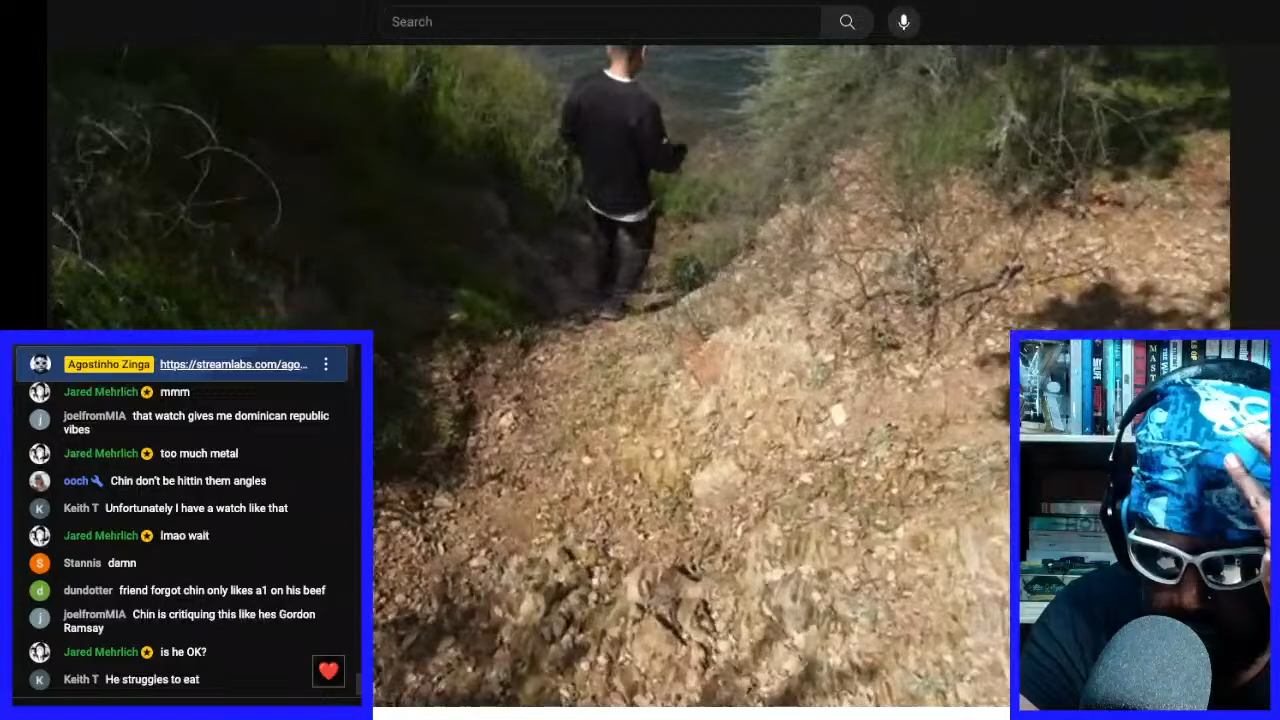 Search
Agostinho Zinga https://streamlabs.com/ago...
Jared Mehrlich mmm
joelfromMIA that watch gives me dominican republic
vibes
Jared Mehrlich too much metal
ooch Chin don't be hittin them angles
K Keith T Unfortunately I have a watch like that
Jared Mehrlich lmao wait
S Stannis damn
d dundotter friend forgot chin only likes a1 on his beef
j joelfromMIA Chin is critiquing this like hes Gordon
Ramsay
Jared Mehrlich is he OK?
K Keith T He struggles to eat
MAST